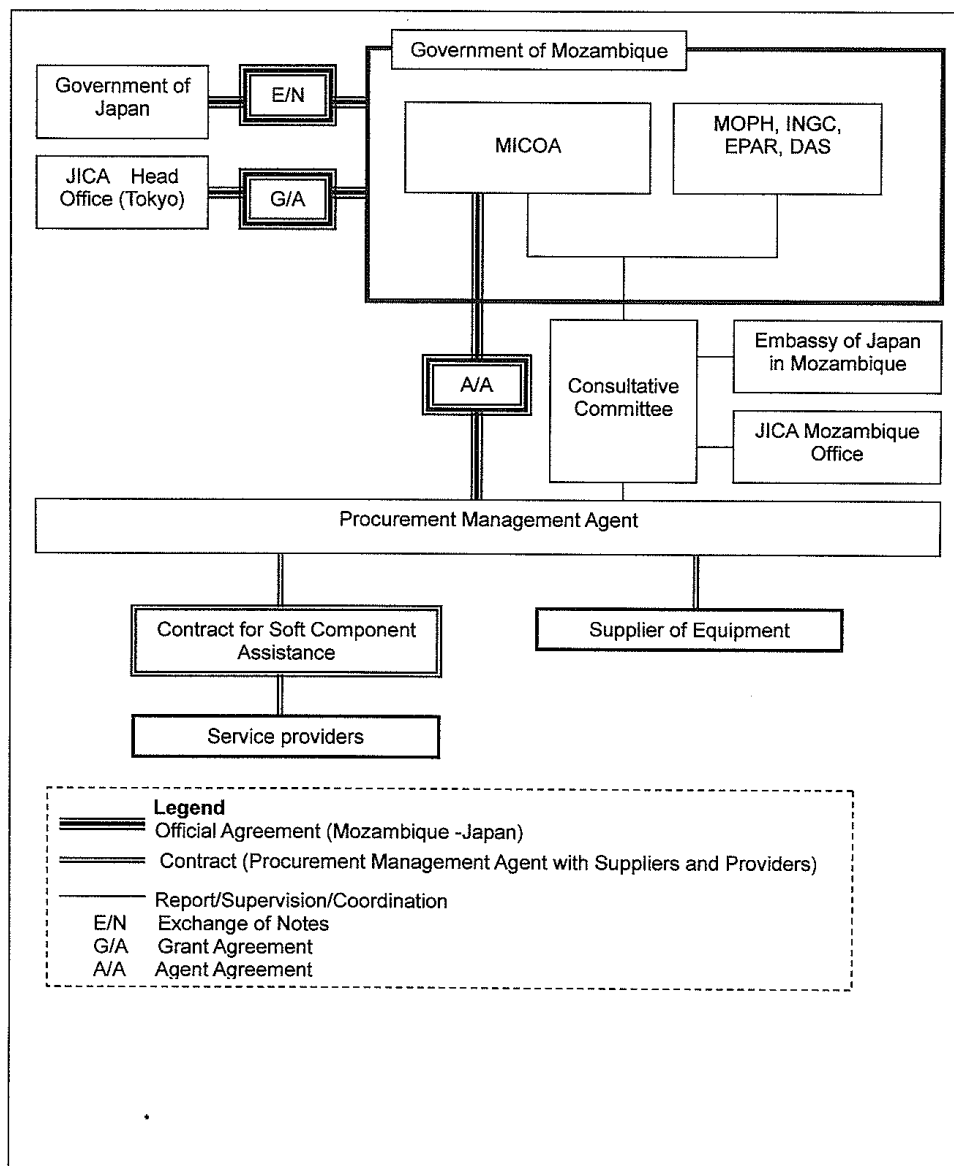 Government of Mozambique
Government of
Japan
E/N
MICOA
MOPH, INGC,
EPAR, DAS
JICA Head
Office (Tokyo)
G/A
A/A
Consultative
Committee
Embassy of Japan
in Mozambique
JICA Mozambique
Office
Procurement Management Agent
Contract for Soft Component
Assistance
Supplier of Equipment
Service providers
Legend
Official Agreement (Mozambique -Japan)
Contract (Procurement Management Agent with Suppliers and Providers)
Report/Supervision/Coordination
E/N Exchange of Notes
G/A Grant Agreement
A/A Agent Agreement